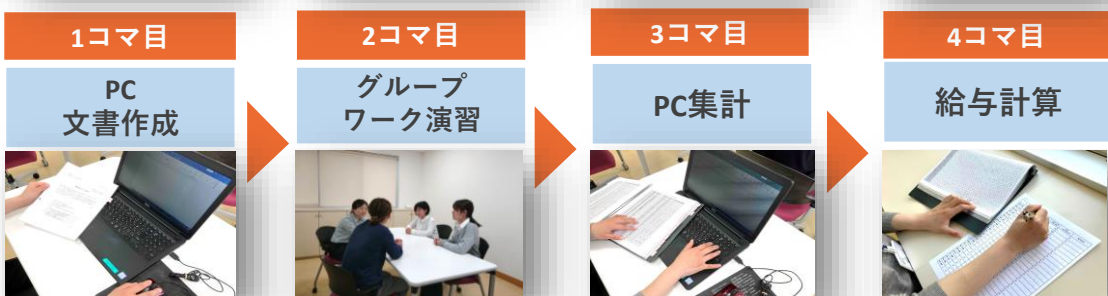 1コマ目
PC
文書作成
2コマ目
グループ
ワーク演習
3コマ目
PC集計
4コマ目
給与計算